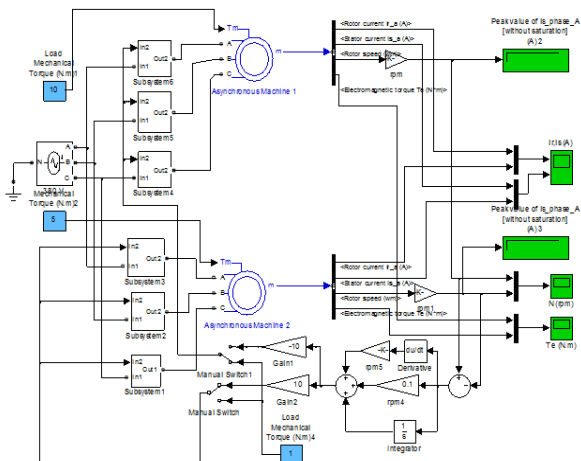 Load
Mechanical
Torque (N.m)1
10
Tm
In2
In1
Out2
Subsystem6
In2
In1
Out2
Subsystem5
In2
In1
Out2
Subsystem4
A
B
C
m
Asynchronous Machine 1
<Rotor current ir_a (A)>
<Stator current is_a (A)>
<Rotor speed (wm)>
<Electromagnetic torque Te (N*m)>
-K-
rpm
Peak value of Is_phase_A
[without saturation]
(A) 2
Ir,Is(A)
Peak value of Is_phase_A
[without saturation]
(A) 3
N
A
B
C
380 V
Mechanical
Torque (N.m)2
5
Tm
In2
In1
Out2
Subsystem3
In2
In1
Out2
Subsystem2
In2
In1
Out1
Subsystem1
A
B
C
m
Asynchronous Machine 2
<Rotor current ir_a (A)>
<Stator current is_a (A)>
<Rotor speed (wm)>
<Electromagnetic torque Te (N*m)>
-K-
rpm1
N (rpm)
Te (N.m)
-10
Gain1
Manual Switch1
10
Gain2
Manual Switch
-K-
rpm5
du/dt
Derivative
0.1
rpm4
1
s
Integrator
Load
Mechanical
Torque (N.m)4
1